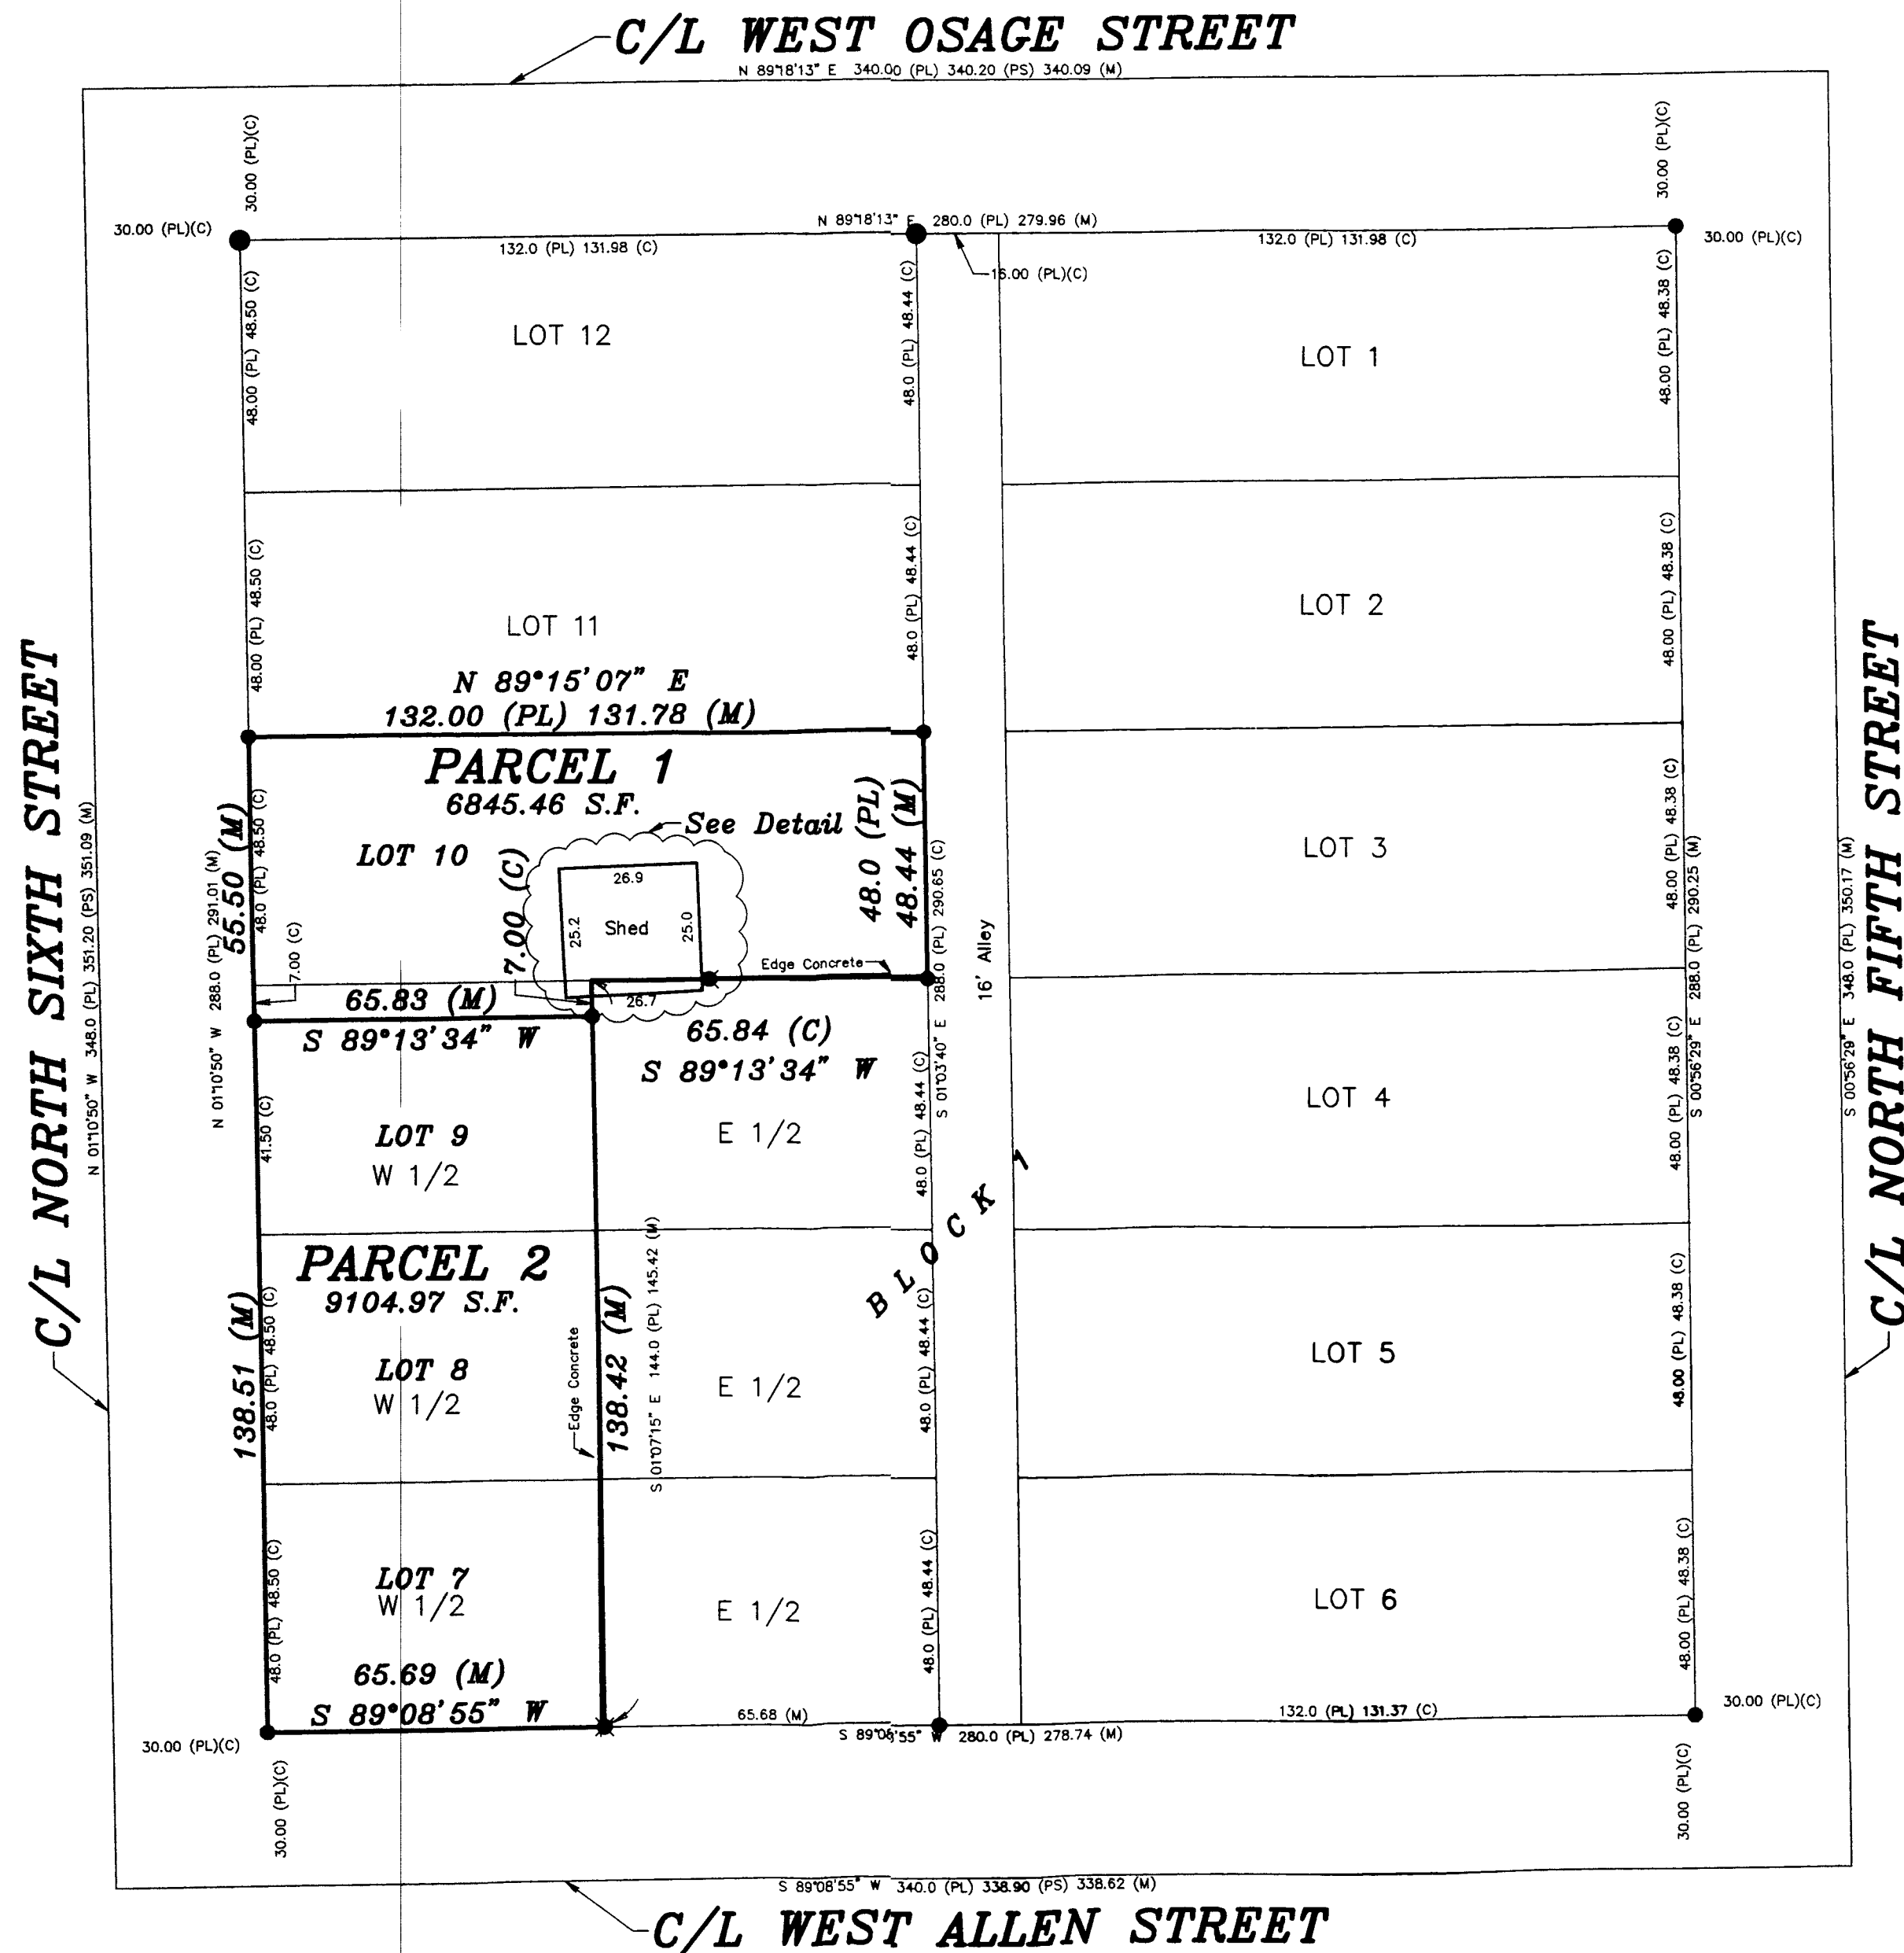 C/L WEST OSAGE STREET
N 89°18'13" E 340.00 (PL) 340.20 (PS) 340.09 (M)
30.00 (PL)(C)
30.00 (PL)(C)
30.00 (PL)(C)
N 89°18'13" E 280.0 (PL) 279.96 (M)
30.00 (PL)(C)
132.0 (PL) 131.98 (C)
132.0 (PL) 131.98 (C)
16.00 (PL)(C)
48.00 (PL) 48.50 (C)
LOT 12
48.0 (PL) 48.44 (C)
LOT 1
48.00 (PL) 48.38 (C)
48.00 (PL) 48.50 (C)
LOT 11
48.0 (PL) 48.44 (C)
LOT 2
48.00 (PL) 48.38 (C)
N 89°15'07" E
132.00 (PL) 131.78 (M)
PARCEL 1
6845.46 S.F.
See Detail
LOT 10
55.50 (M)
48.0 (PL) 48.50 (C)
7.00 (C)
7.00 (C)
26.9
25.2
Shed
25.0
26.7
48.0 (PL)
48.44 (M)
Edge Concrete
288.0 (PL) 290.65 (C)
S 01°03'40" E
16' Alley
LOT 3
48.00 (PL) 48.38 (C)
S 00°56'29" E 288.0 (PL) 290.25 (M)
S 00°56'29" E 348.0 (PL) 350.17 (M)
C/L NORTH SIXTH STREET
N 01°10'50" W 348.0 (PL) 351.20 (PS) 351.09 (M)
N 01°10'50" W 288.0 (PL) 291.01 (M)
C/L NORTH FIFTH STREET
65.83 (M)
S 89°13'34" W
65.84 (C)
S 89°13'34" W
41.50 (C)
LOT 9
W 1/2
E 1/2
48.0 (PL) 48.44 (C)
LOT 4
48.00 (PL) 48.38 (C)
BLOCK 1
PARCEL 2
9104.97 S.F.
138.51 (M)
48.0 (PL) 48.50 (C)
LOT 8
W 1/2
Edge Concrete
138.42 (M)
S 01°07'15" E 144.0 (PL) 145.42 (M)
E 1/2
48.0 (PL) 48.44 (C)
LOT 5
48.00 (PL) 48.38 (C)
48.0 (PL) 48.50 (C)
LOT 7
W 1/2
E 1/2
48.0 (PL) 48.44 (C)
LOT 6
48.00 (PL) 48.38 (C)
65.69 (M)
S 89°08'55" W
65.68 (M)
132.0 (PL) 131.37 (C)
30.00 (PL)(C)
S 89°08'55" W 280.0 (PL) 278.74 (M)
30.00 (PL)(C)
30.00 (PL)(C)
30.00 (PL)(C)
S 89°08'55" W 340.0 (PL) 338.90 (PS) 338.62 (M)
C/L WEST ALLEN STREET